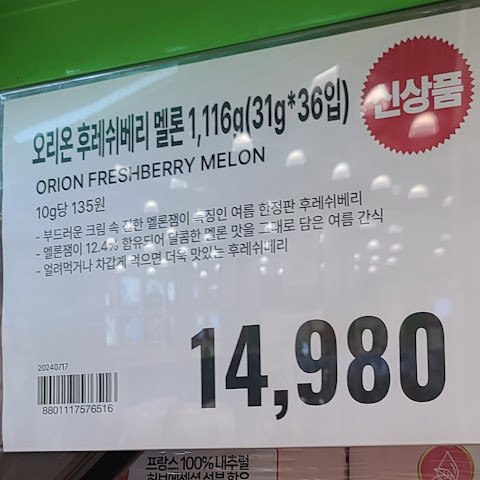 신상품
오리온 후레쉬베리 멜론 1,116g(31g*36입)
ORION FRESHBERRY MELON
10g당 135원
- 부드러운 크림 속 진한 멜론잼이 특징인 여름 한정판 후레쉬베리
- 멜론잼이 12.4% 함유되어 달콤한 멜론 맛을 그대로 담은 여름 간식
- 얼려먹거나 차갑게 먹으면 더욱 맛있는 후레쉬베리
14,980
20240717
8801117576516
프랑스 100% 내추럴